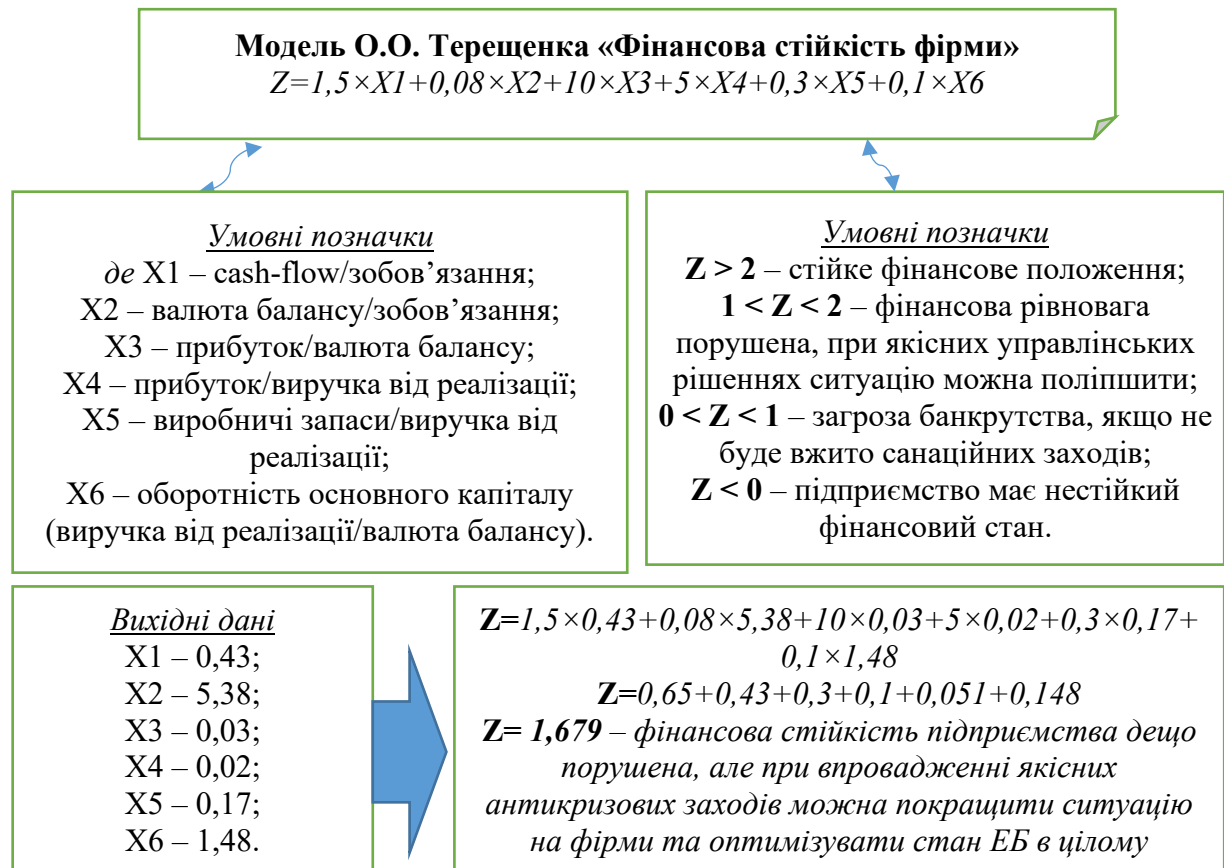 Модель О.О. Терещенка «Фінансова стійкість фірми»
Z=1,5×X1+0,08×X2+10×X3+5×X4+0,3×X5+0,1×X6
Умовні позначки
де X1 – cash-flow/зобов’язання;
X2 – валюта балансу/зобов’язання;
X3 – прибуток/валюта балансу;
X4 – прибуток/виручка від реалізації;
X5 – виробничі запаси/виручка від
реалізації;
X6 – оборотність основного капіталу
(виручка від реалізації/валюта балансу).
Умовні позначки
Z > 2 – стійке фінансове положення;
1 < Z < 2 – фінансова рівновага
порушена, при якісних управлінських
рішеннях ситуацію можна поліпшити;
0 < Z < 1 – загроза банкрутства, якщо не
буде вжито санаційних заходів;
Z < 0 – підприємство має нестійкий
фінансовий стан.
Вихідні дані
X1 – 0,43;
X2 – 5,38;
X3 – 0,03;
X4 – 0,02;
X5 – 0,17;
X6 – 1,48.
Z=1,5×0,43+0,08×5,38+10×0,03+5×0,02+0,3×0,17+
0,1×1,48
Z=0,65+0,43+0,3+0,1+0,051+0,148
Z= 1,679 – фінансова стійкість підприємства дещо
порушена, але при впровадженні якісних
антикризових заходів можна покращити ситуацію
на фірми та оптимізувати стан ЕБ в цілому